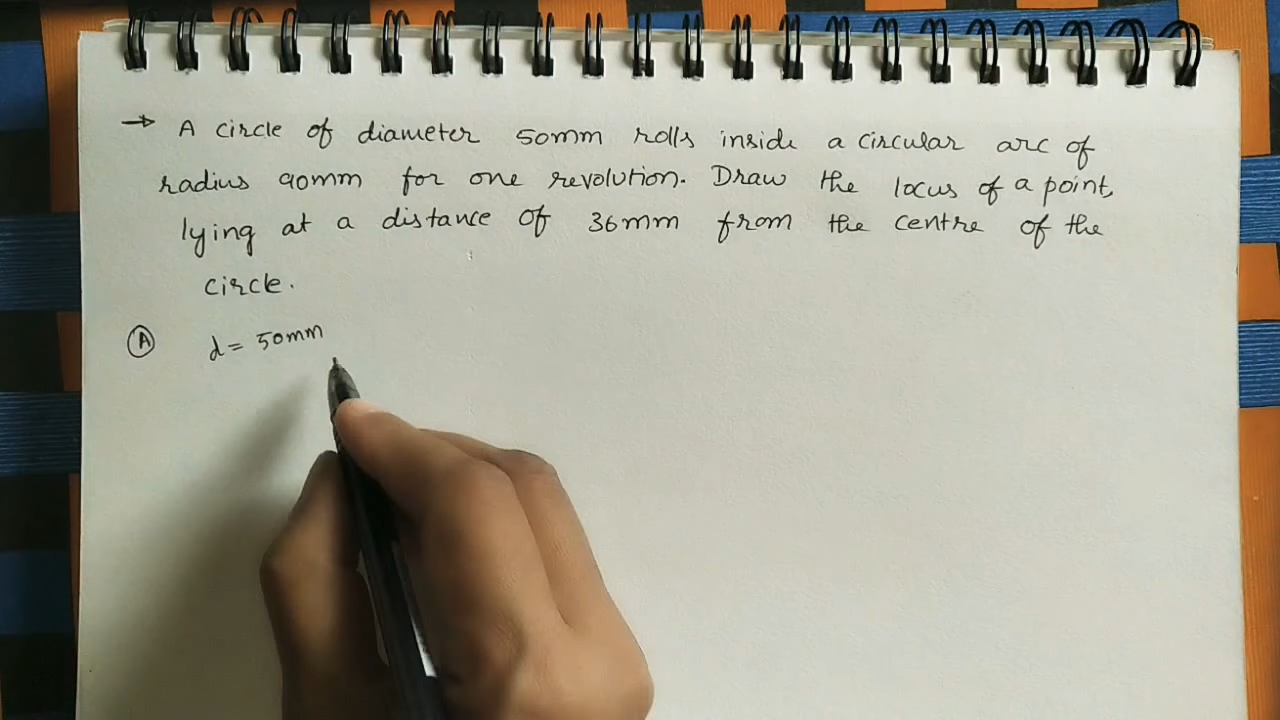 → A circle of diameter 50mm rolls inside a circular arc of
radius 90mm for one revolution. Draw the locus of a point,
lying at a distance of 36mm from the centre of the
circle.
A d = 50mm